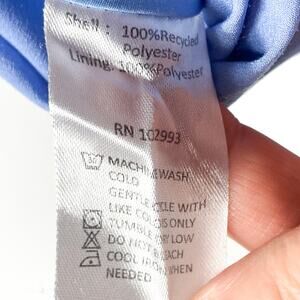 Shell : 100%Recycled
Polyester
Lining: 100%Polyester
RN 102993
30
MACHINE WASH
COLD
GENTLE CYCLE WITH
LIKE COLORS ONLY
TUMBLE DRY LOW
DO NOT BLEACH
COOL IRON WHEN
NEEDED